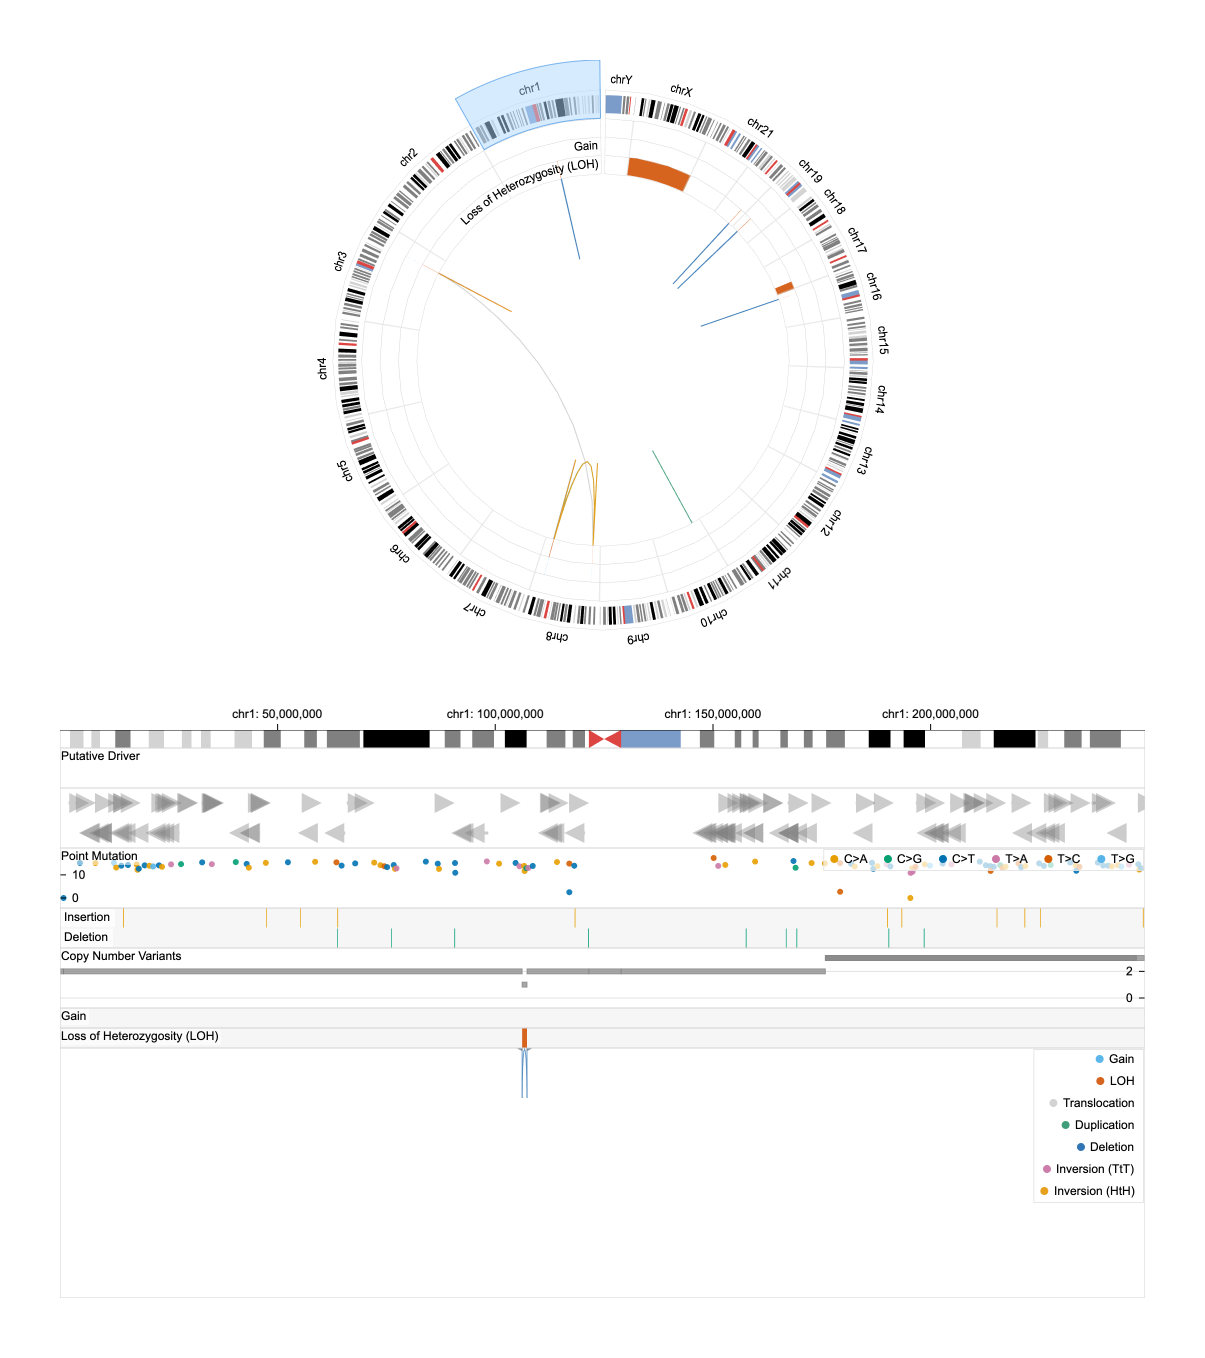 chr1
chrY
chrX
chr21
chr19
chr18
chr17
chr16
chr15
chr14
chr13
chr12
chr11
chr10
chr9
chr8
chr7
chr6
chr5
chr4
chr3
chr2
Gain
Loss of Heterozygosity (LOH)
chr1: 50,000,000 chr1: 100,000,000 chr1: 150,000,000 chr1: 200,000,000
Putative Driver
Point Mutation
C>A C>G C>T T>A T>C T>G
10
0
Insertion
Deletion
Copy Number Variants
2
0
Gain
Loss of Heterozygosity (LOH)
Gain
LOH
Translocation
Duplication
Deletion
Inversion (TtT)
Inversion (HtH)